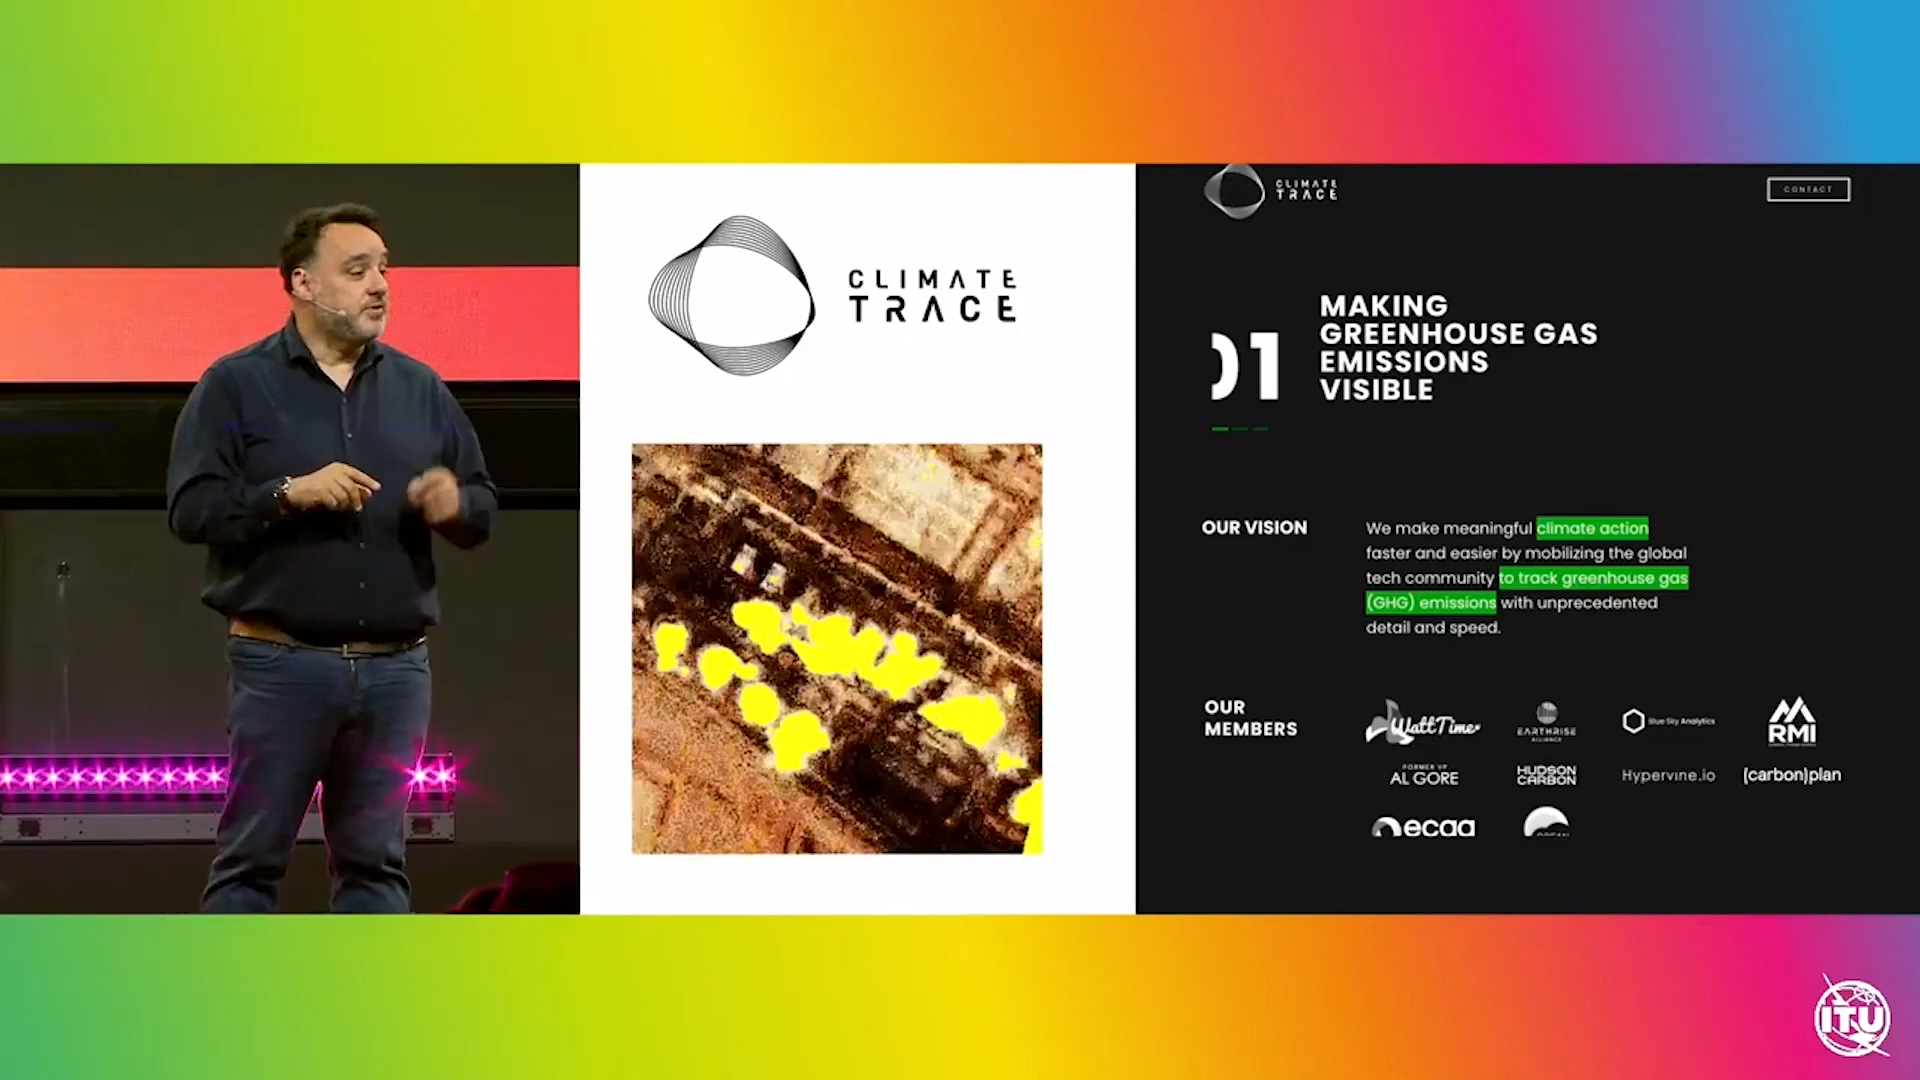 CLIMATE
TRACE
CLIMATE
TRACE
CONTACT
01
MAKING
GREENHOUSE GAS
EMISSIONS
VISIBLE
OUR VISION
We make meaningful climate action
faster and easier by mobilizing the global
tech community to track greenhouse gas
(GHG) emissions with unprecedented
detail and speed.
OUR
MEMBERS
WattTime
EARTHRISE
ALLIANCE
Blue Sky Analytics
RMI
FORMER VP
AL GORE
HUDSON
CARBON
Hypervine.io
(carbon)plan
ocaa
ITU